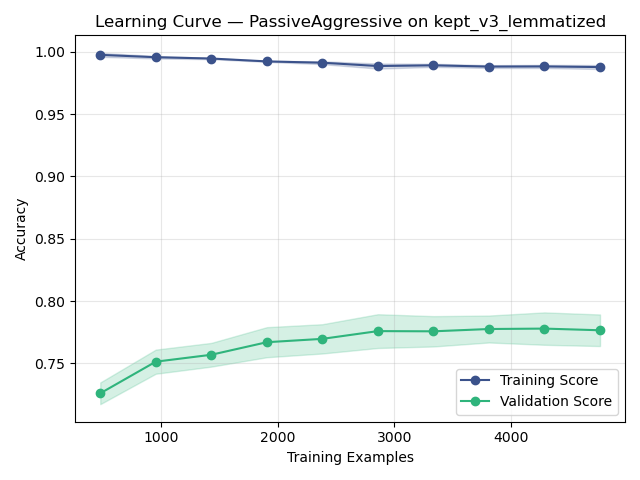 Learning Curve — PassiveAggressive on kept_v3_lemmatized
1.00
0.95
0.90
0.85
0.80
0.75
Accuracy
1000 2000 3000 4000
Training Examples
Training Score
Validation Score